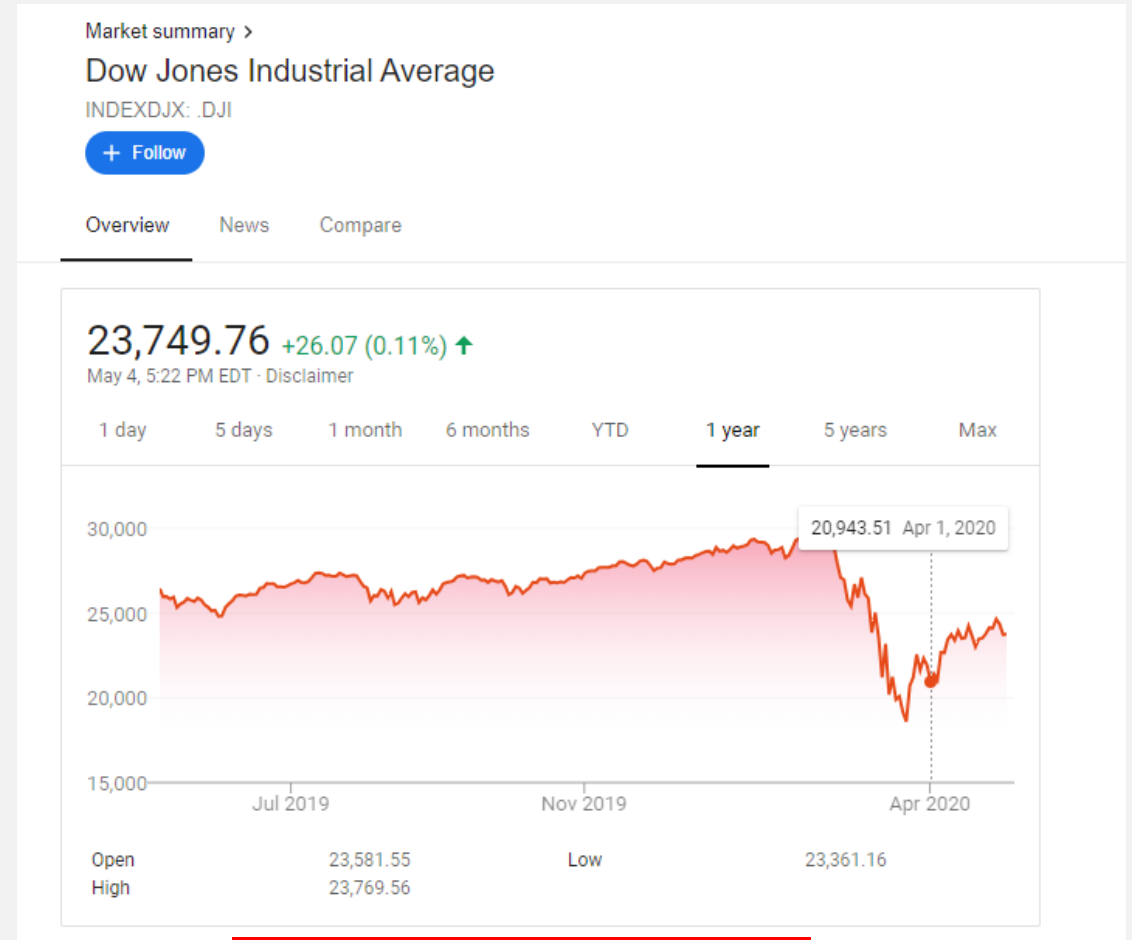 Market summary >
Dow Jones Industrial Average
INDEXDJX: .DJI
+ Follow
Overview News Compare
23,749.76 +26.07 (0.11%) ↑
May 4, 5:22 PM EDT · Disclaimer
1 day 5 days 1 month 6 months YTD 1 year 5 years Max
30,000
20,943.51 Apr 1, 2020
25,000
20,000
15,000
Jul 2019 Nov 2019 Apr 2020
Open 23,581.55 Low 23,361.16
High 23,769.56